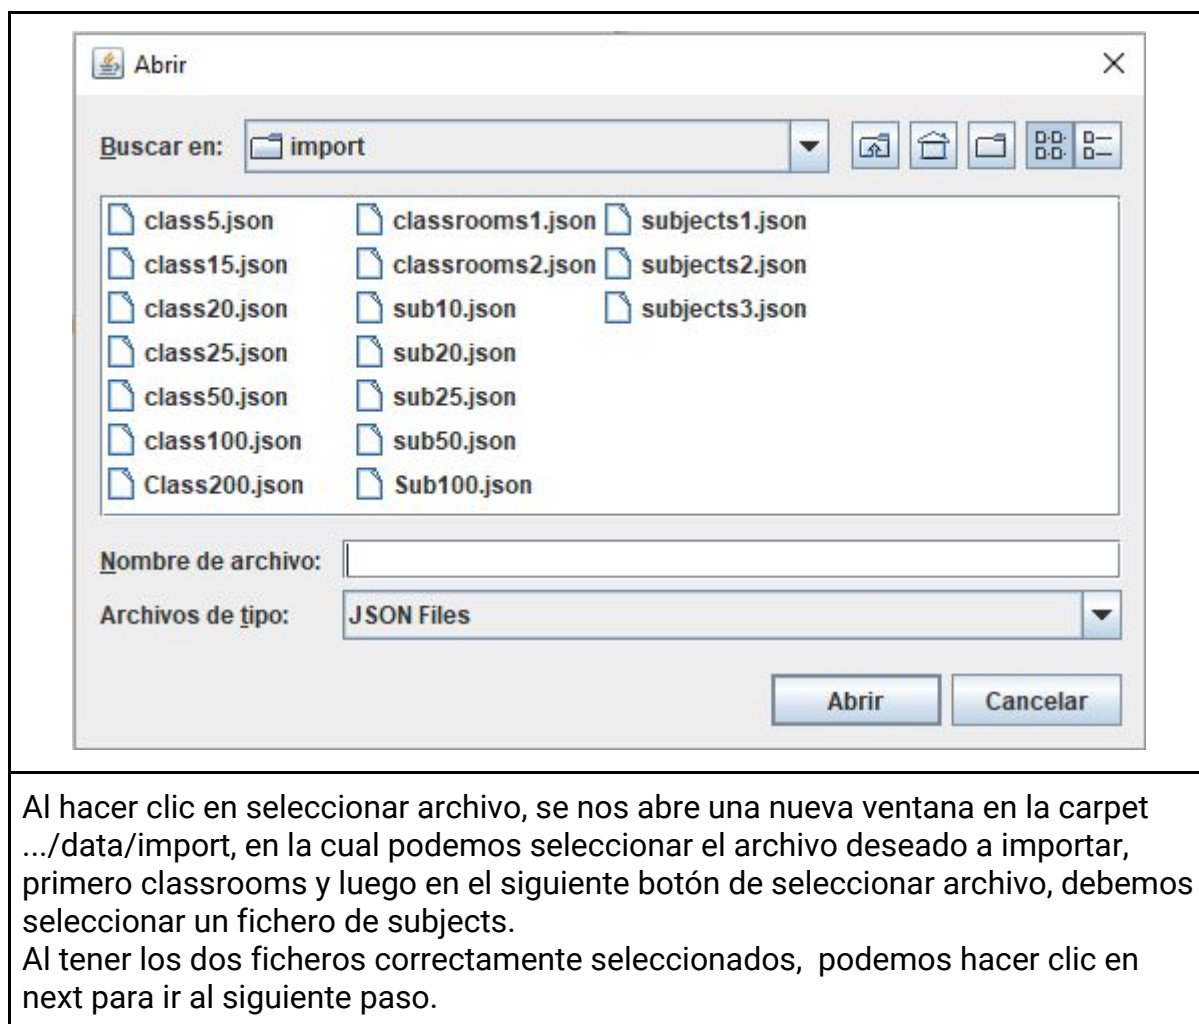 Abrir
Buscar en: import
class5.json classrooms1.json subjects1.json
class15.json classrooms2.json subjects2.json
class20.json sub10.json subjects3.json
class25.json sub20.json
class50.json sub25.json
class100.json sub50.json
Class200.json Sub100.json
Nombre de archivo:
Archivos de tipo: JSON Files
Abrir Cancelar
Al hacer clic en seleccionar archivo, se nos abre una nueva ventana en la carpet
.../data/import, en la cual podemos seleccionar el archivo deseado a importar,
primero classrooms y luego en el siguiente botón de seleccionar archivo, debemos
seleccionar un fichero de subjects.
Al tener los dos ficheros correctamente seleccionados, podemos hacer clic en
next para ir al siguiente paso.